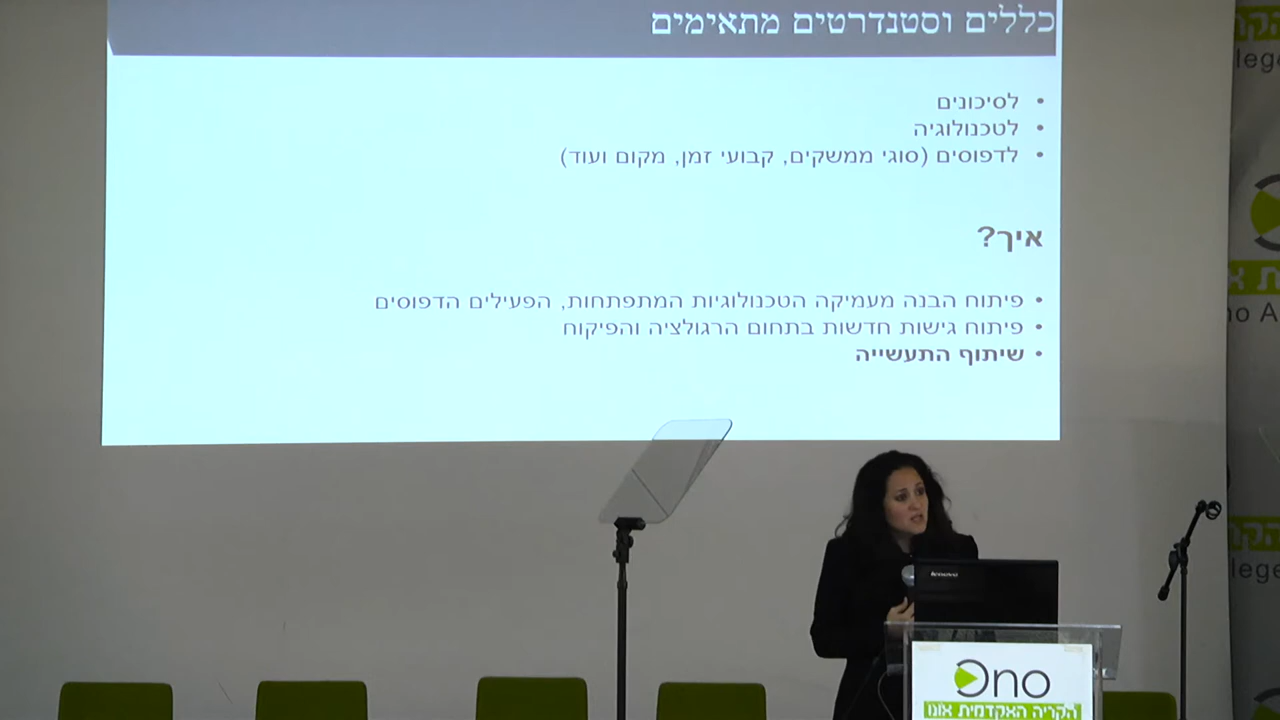 כללים וסטנדרטים מתאימים
• לסיכונים
• לטכנולוגיה
• לדפוסים (סוגי ממשקים, קבועי זמן, מקום ועוד)
איך?
• פיתוח הבנה מעמיקה הטכנולוגיות המתפתחות, הפעילים הדפוסים
• פיתוח גישות חדשות בתחום הרגולציה והפיקוח
• שיתוף התעשייה
lenovo
ono
הקריה האקדמית אונו